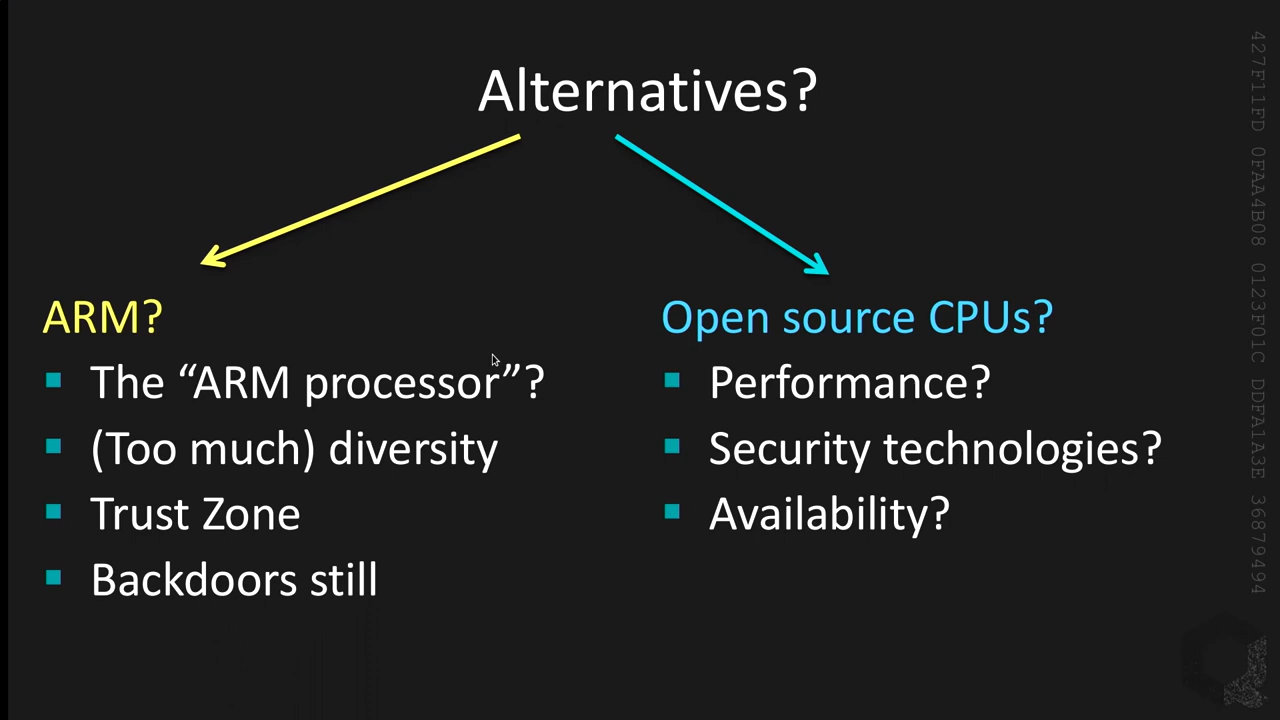 Alternatives?
ARM?
The “ARM processor”?
(Too much) diversity
Trust Zone
Backdoors still
Open source CPUs?
Performance?
Security technologies?
Availability?
427F11FD 0FAA4B08 0123F01C DDFA1A3E 36879494